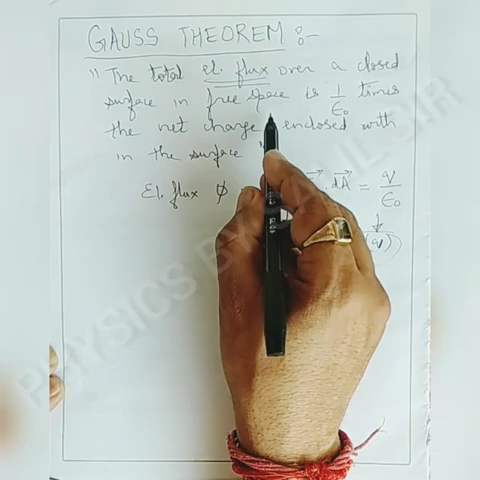 GAUSS THEOREM :-
" The total el. flux over a closed
surface in free space is 1/ε₀ times
the net charge enclosed with
in the surface "
El. flux ϕ . dA⃗ = q/ε₀
(q)
PHYSICS BY